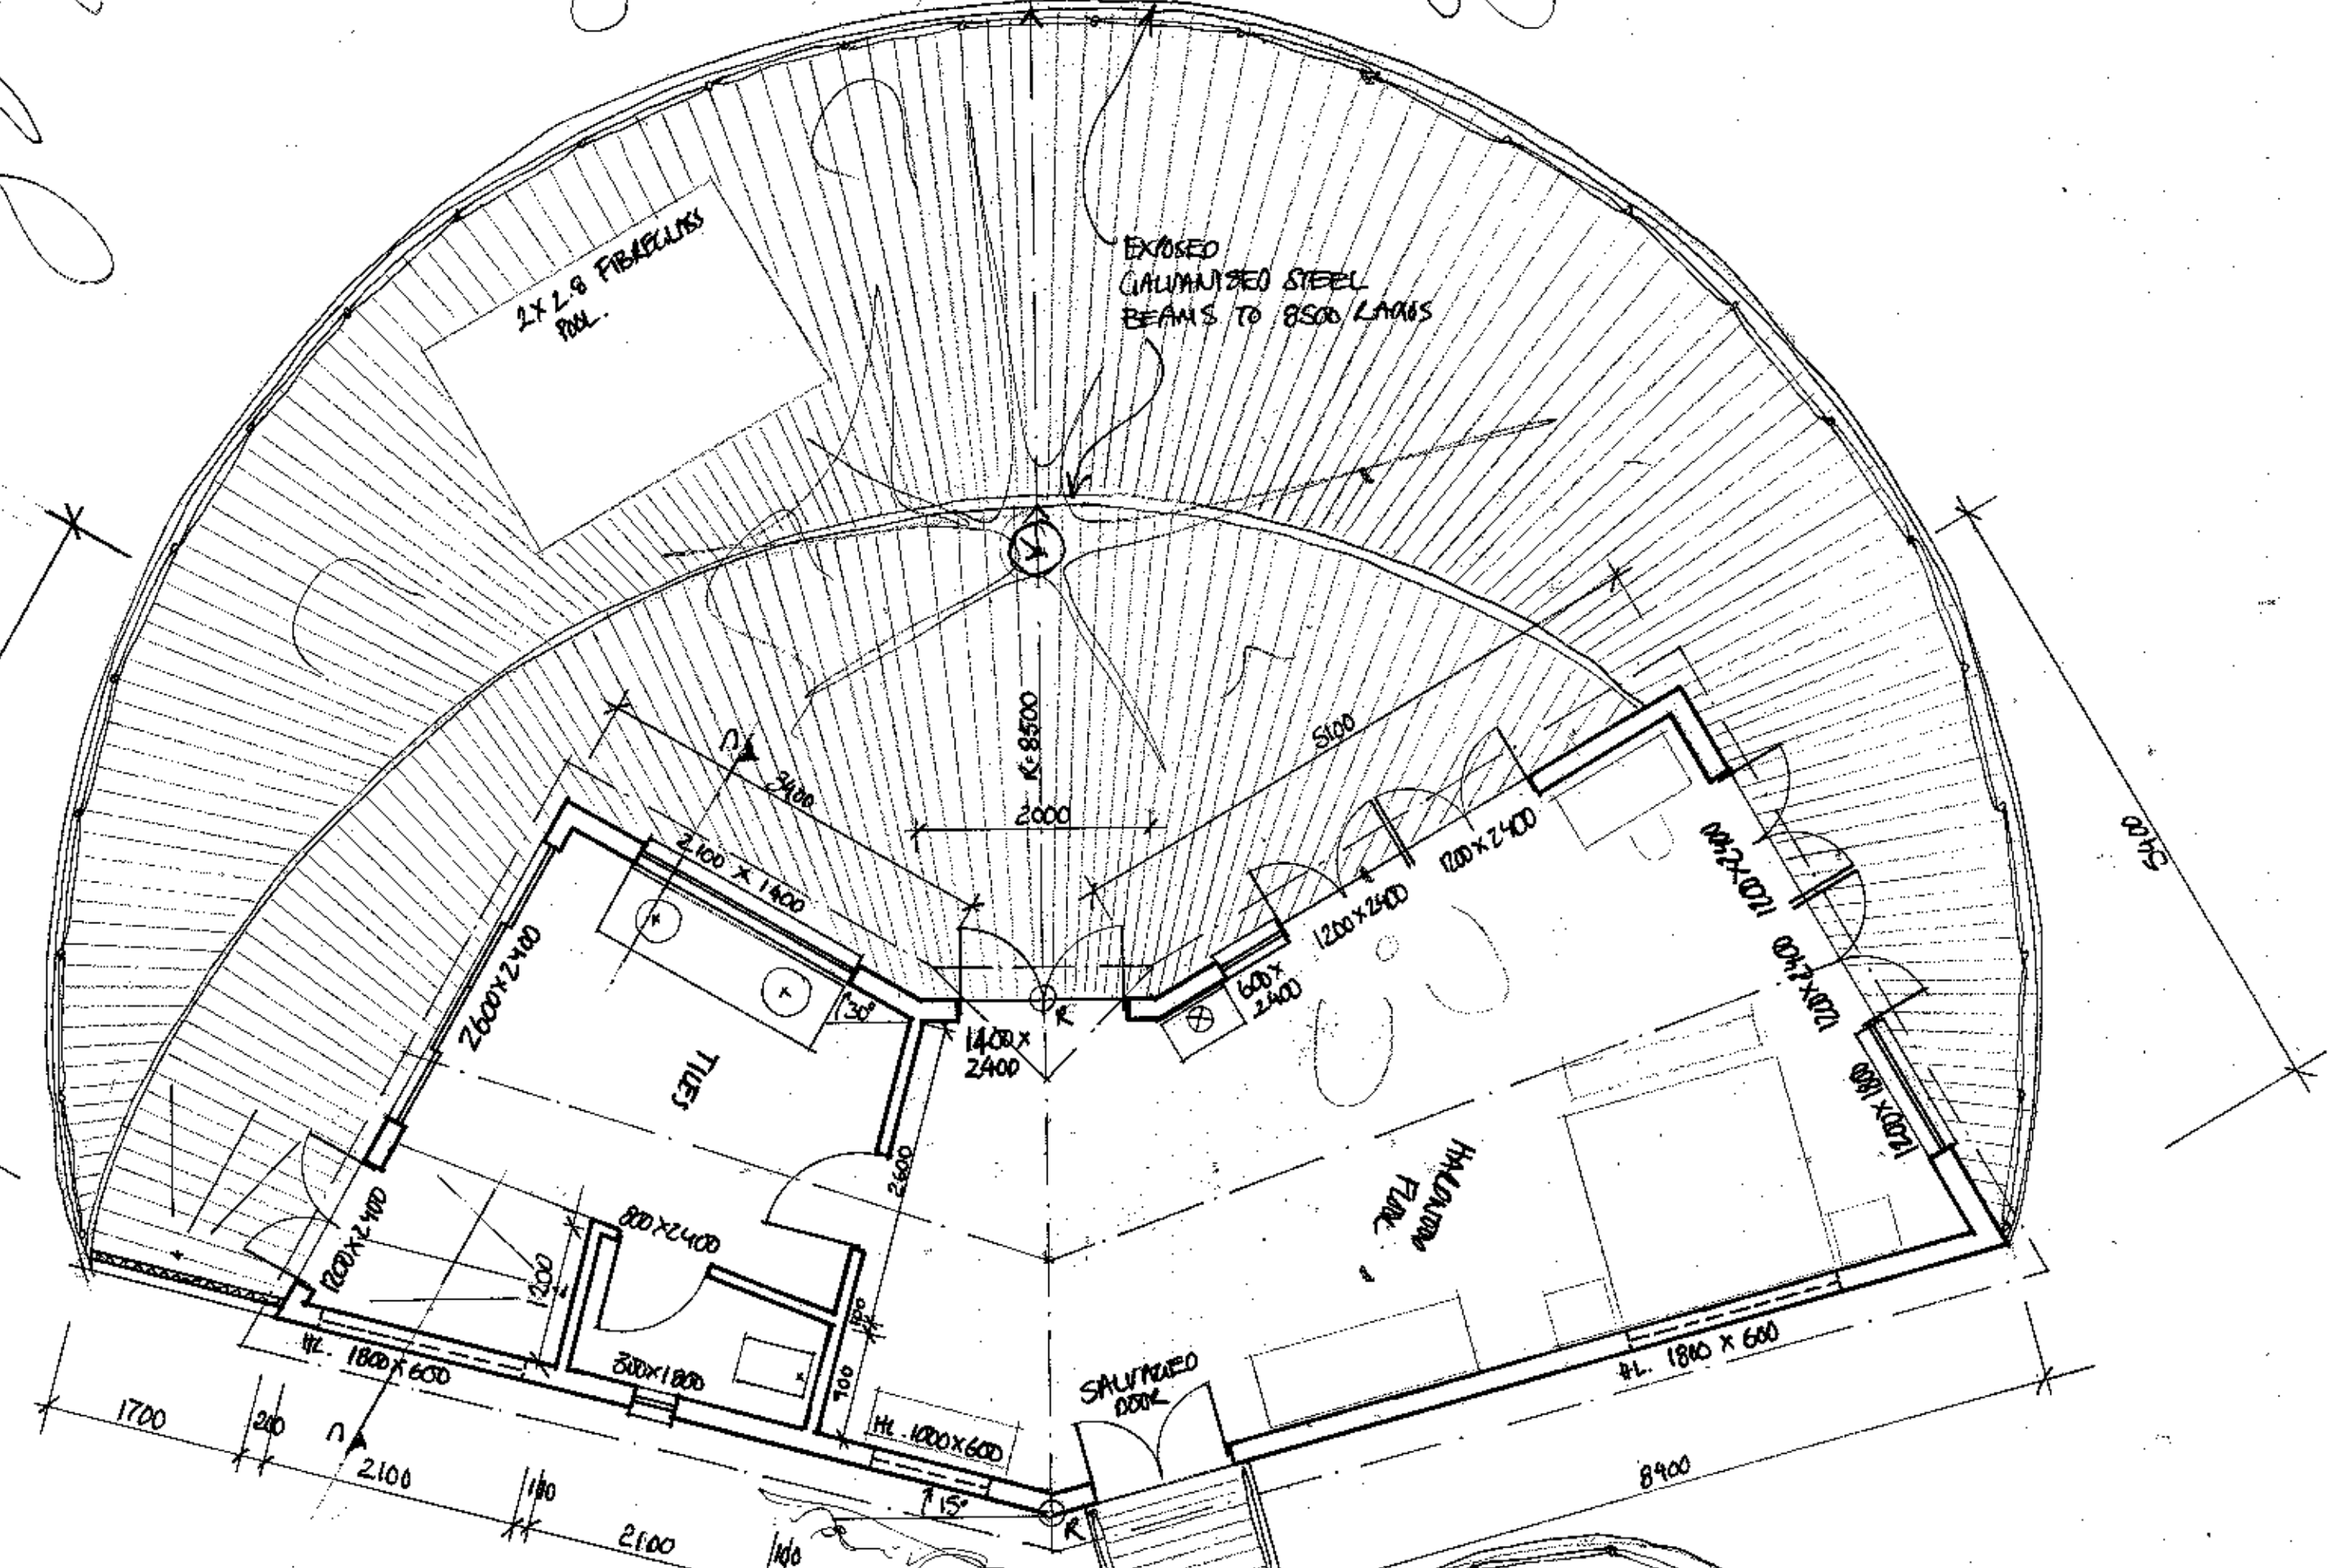 2 X 2.8 FIBREGLASS
POOL.
EXPOSED
GALVANISED STEEL
BEAMS TO 8500
R=8500
3400
2000
5100
5400
2100 X 1400
1200 X 2400
1200 X 2400
600 X
2400
1200 X 2400
1200 X 2400
1200 X 1800
2600 X 2400
30°
R
1400 X
2400
TILES
2600
800 X 2400
1200 X 2400
1200
100
900
300 X 1800
HL. 1800 X 600
HL. 1000 X 600
SALVAGED
DOOR
H.L. 1800 X 600
15°
R
1700
200
2100
100
2100
100
8400